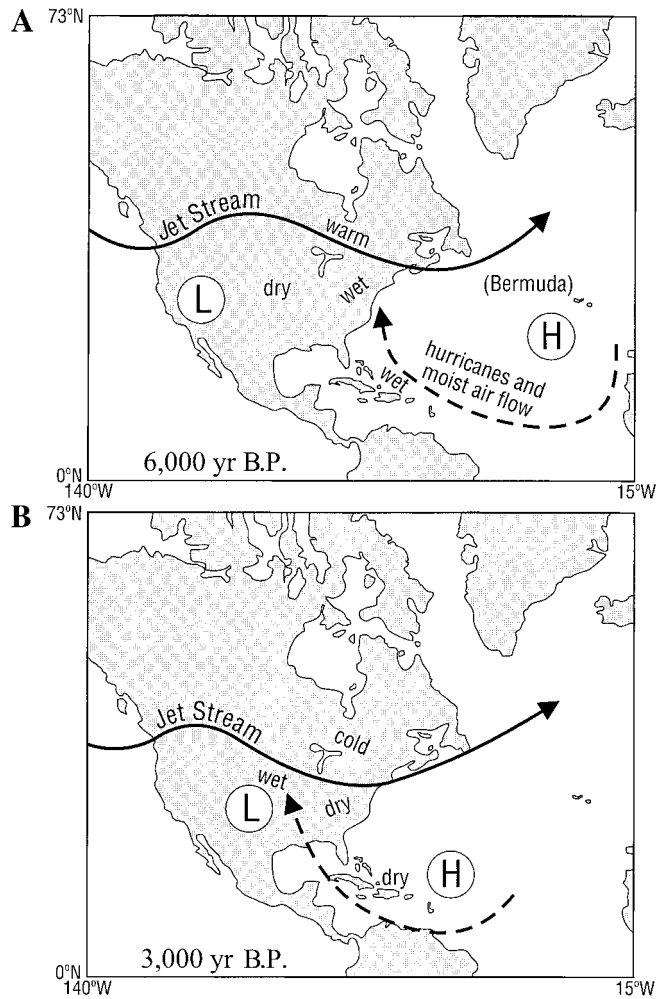 A
73°N
Jet Stream
warm
L
dry
wet
(Bermuda)
H
hurricanes and
moist air flow
wet
6,000 yr B.P.
0°N
140°W
15°W
B
73°N
Jet Stream
cold
wet
L
dry
dry
H
3,000 yr B.P.
0°N
140°W
15°W